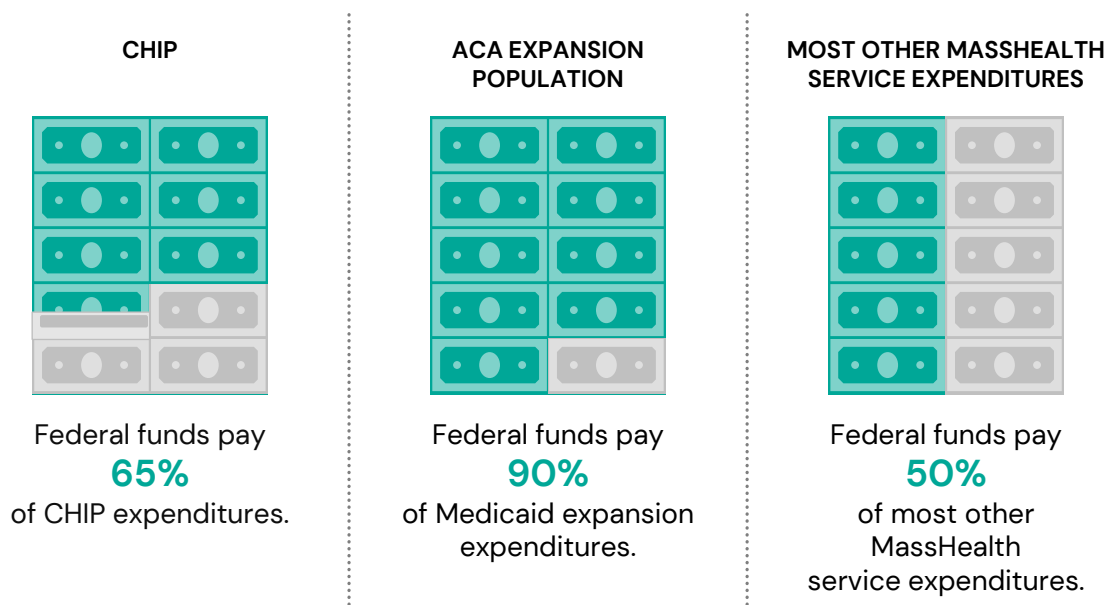 CHIP
Federal funds pay
65%
of CHIP expenditures.
ACA EXPANSION
POPULATION
Federal funds pay
90%
of Medicaid expansion
expenditures.
MOST OTHER MASSHEALTH
SERVICE EXPENDITURES
Federal funds pay
50%
of most other
MassHealth
service expenditures.